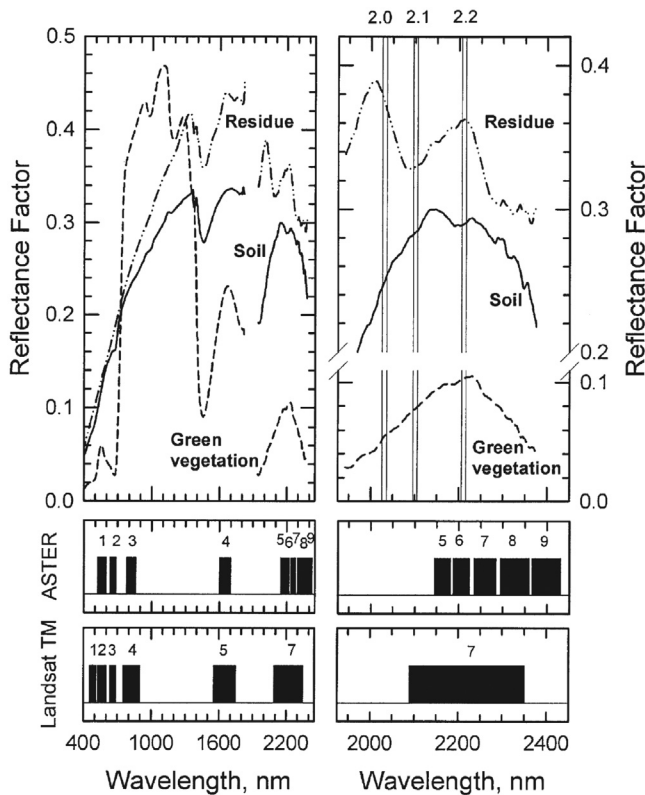 2.0 2.1 2.2
0.5
0.4
0.3
0.2
0.1
0.0
Reflectance Factor
Residue
Soil
Green
vegetation
0.4
0.3
0.2
0.1
0.0
Reflectance Factor
Residue
Soil
Green
vegetation
ASTER
1 2 3 4 5 6 7 8 9
5 6 7 8 9
Landsat TM
1 2 3 4 5 7
7
400 1000 1600 2200
Wavelength, nm
2000 2200 2400
Wavelength, nm